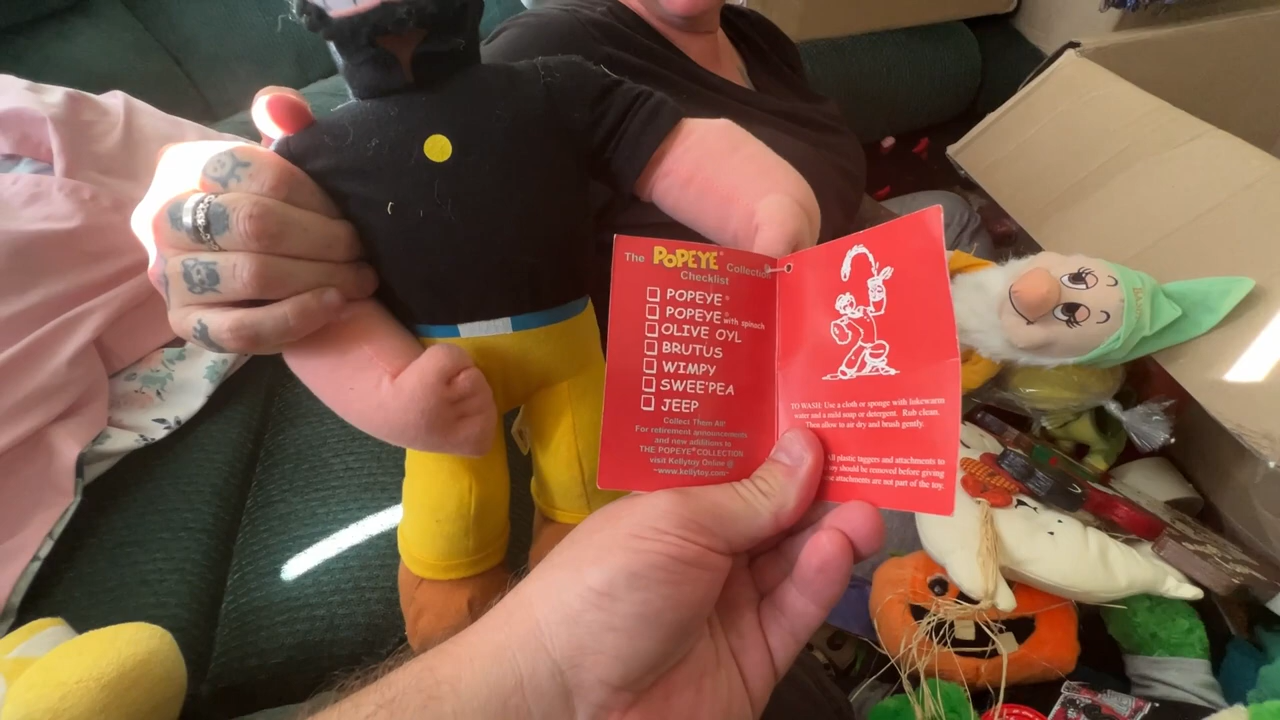 The POPEYE® Collection
Checklist
POPEYE®
POPEYE® with spinach
OLIVE OYL
BRUTUS
WIMPY
SWEE'PEA
JEEP
Collect Them All!
For retirement announcements
and new additions to
THE POPEYE® COLLECTION
visit Kellytoy Online @
"www.kellytoy.com"
TO WASH: Use a cloth or sponge with lukewarm
water and a mild soap or detergent. Rub clean.
Then allow to air dry and brush gently.
All plastic taggers and attachments to
toy should be removed before giving
attachments are not part of the toy.